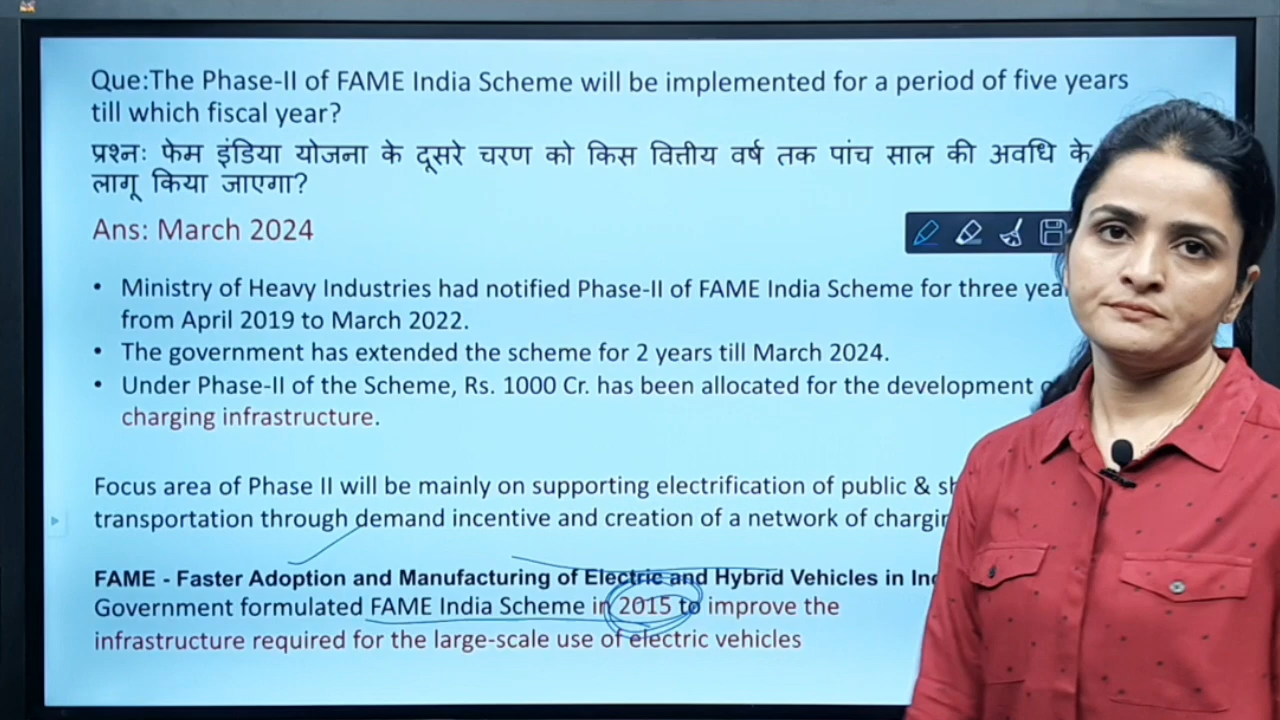 Que:The Phase-II of FAME India Scheme will be implemented for a period of five years
till which fiscal year?
प्रश्नः फेम इंडिया योजना के दूसरे चरण को किस वित्तीय वर्ष तक पांच साल की अवधि के
लागू किया जाएगा?
Ans: March 2024
• Ministry of Heavy Industries had notified Phase-II of FAME India Scheme for three
from April 2019 to March 2022.
• The government has extended the scheme for 2 years till March 2024.
• Under Phase-II of the Scheme, Rs. 1000 Cr. has been allocated for the development
charging infrastructure.
Focus area of Phase II will be mainly on supporting electrification of public &
transportation through demand incentive and creation of a network of
FAME - Faster Adoption and Manufacturing of Electric and Hybrid Vehicles in
Government formulated FAME India Scheme in 2015 to improve the
infrastructure required for the large-scale use of electric vehicles